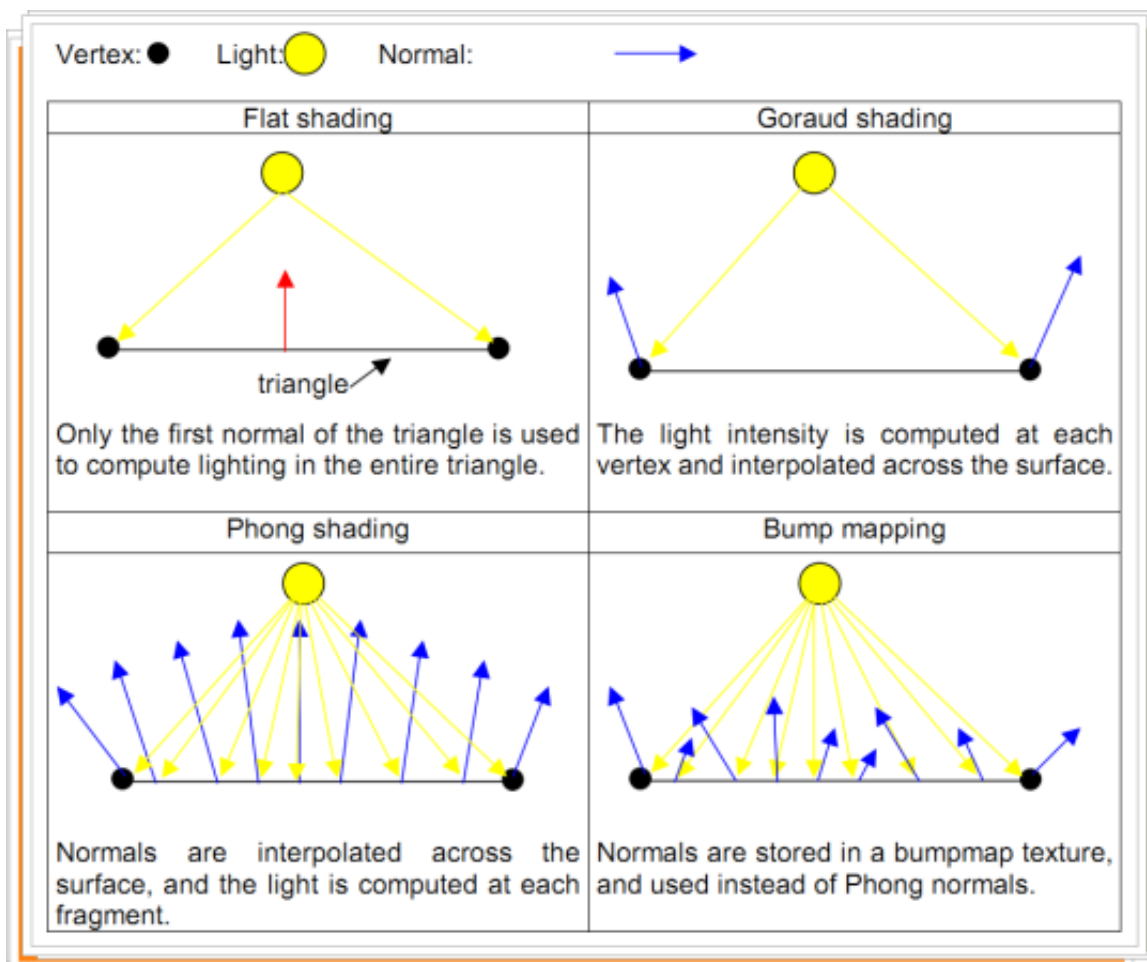 Vertex: Light: Normal:
Flat shading
Goraud shading
triangle
Only the first normal of the triangle is used
to compute lighting in the entire triangle.
The light intensity is computed at each
vertex and interpolated across the surface.
Phong shading
Bump mapping
Normals are interpolated across the
surface, and the light is computed at each
fragment.
Normals are stored in a bumpmap texture,
and used instead of Phong normals.